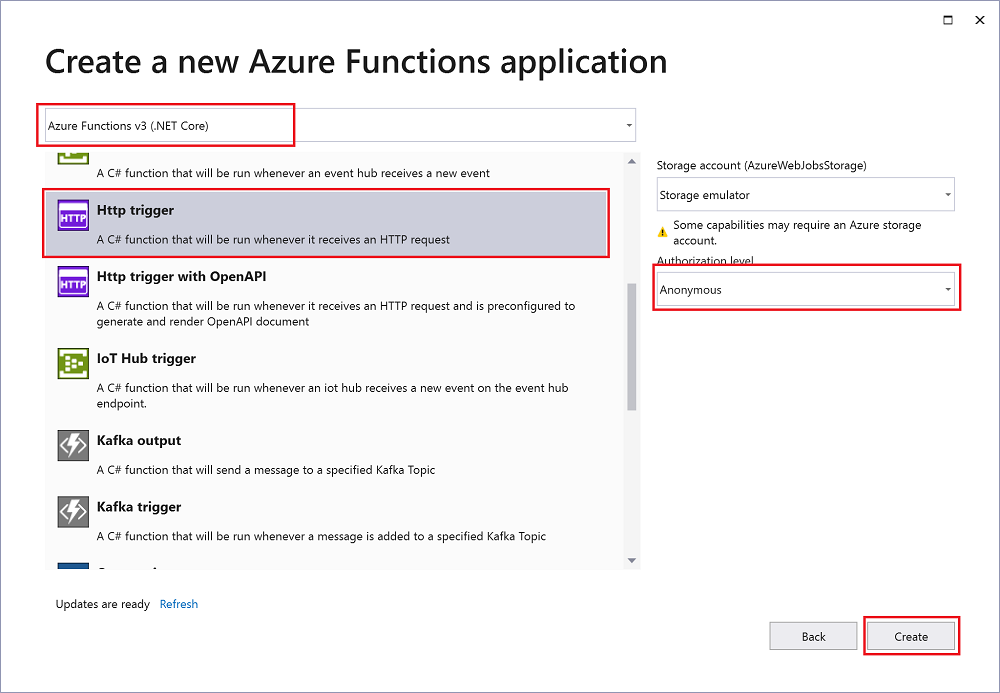 Create a new Azure Functions application
Azure Functions v3 (.NET Core)
A C# function that will be run whenever an event hub receives a new event
HTTP
Http trigger
A C# function that will be run whenever it receives an HTTP request
HTTP
Http trigger with OpenAPI
A C# function that will be run whenever it receives an HTTP request and is preconfigured to
generate and render OpenAPI document
IoT Hub trigger
A C# function that will be run whenever an iot hub receives a new event on the event hub
endpoint.
Kafka output
A C# function that will send a message to a specified Kafka Topic
Kafka trigger
A C# function that will be run whenever a message is added to a specified Kafka Topic
Storage account (AzureWebJobsStorage)
Storage emulator
Some capabilities may require an Azure storage
account.
Authorization level
Anonymous
Updates are ready Refresh
Back
Create